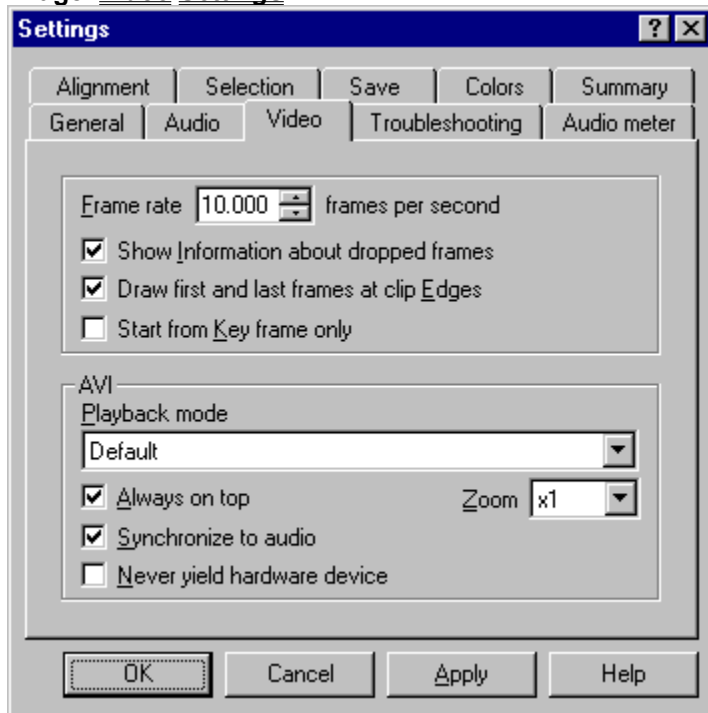 Settings
Alignment Selection Save Colors Summary
General Audio Video Troubleshooting Audio meter
Frame rate 10.000 frames per second
Show Information about dropped frames
Draw first and last frames at clip Edges
Start from Key frame only
AVI
Playback mode
Default
Always on top Zoom x1
Synchronize to audio
Never yield hardware device
OK Cancel Apply Help